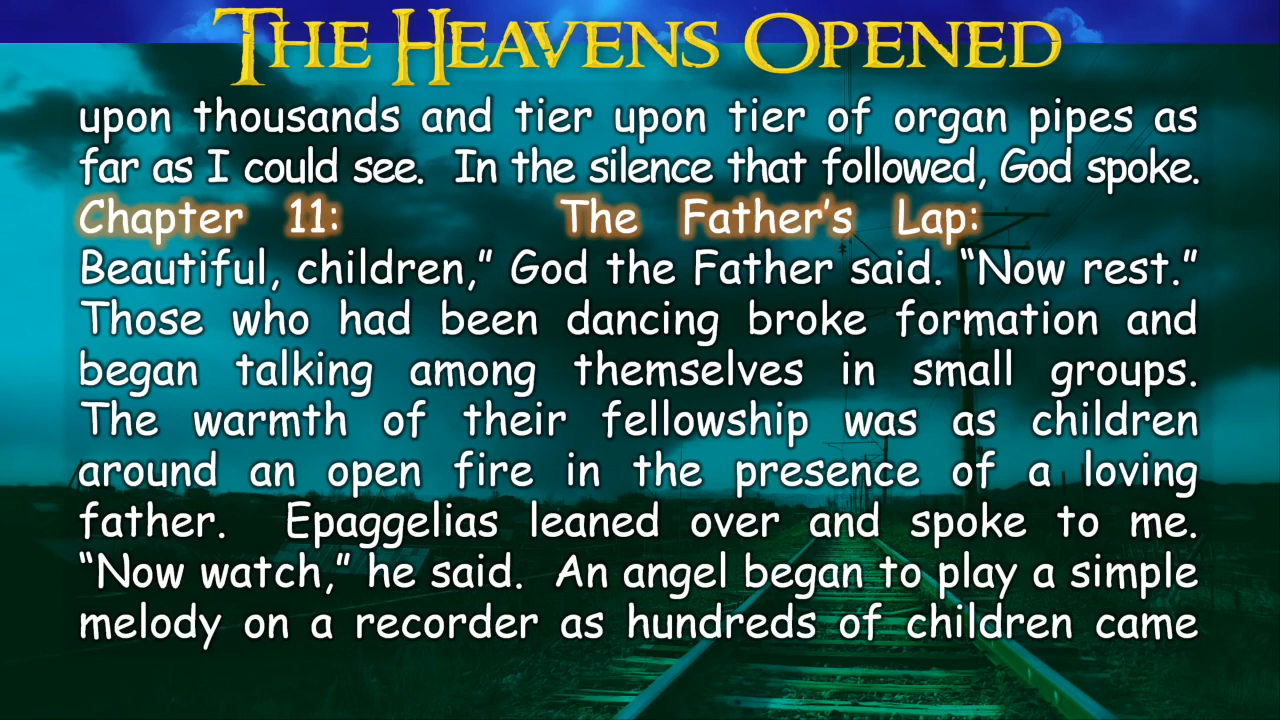 THE HEAVENS OPENED
upon thousands and tier upon tier of organ pipes as
far as I could see. In the silence that followed, God spoke.
Chapter 11: The Father’s Lap:
Beautiful, children,” God the Father said. “Now rest.”
Those who had been dancing broke formation and
began talking among themselves in small groups.
The warmth of their fellowship was as children
around an open fire in the presence of a loving
father. Epaggelias leaned over and spoke to me.
“Now watch,” he said. An angel began to play a simple
melody on a recorder as hundreds of children came